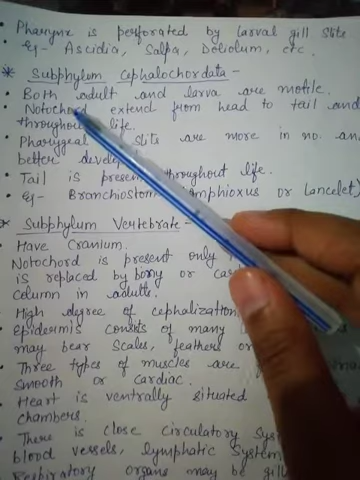 Pharynx is perforated by larval gill slits
• Eg- Ascidia, Salpa, Doliolum, etc.
* Subphylum Cephalochordata -
• Both adult and larva are motile.
• Notochord extend from head to tail and
throughout life.
• Pharyngeal slits are more in no. an
better
• Tail is present throughout life.
• eg- Branchiostoma or Lancelet)
* Subphylum Vertebrate -
• Have Cranium.
Notochord is present only
is replaced by bony or
column in adults.
High degree of cephalization
• Epidermis consists of many
may bear Scales, feathers or
• Three types of muscles are
smooth or cardiac.
• Heart is ventrally situated
chambers.
• There is close circulatory
blood vessels, lymphatic system
Respiratory organs may be